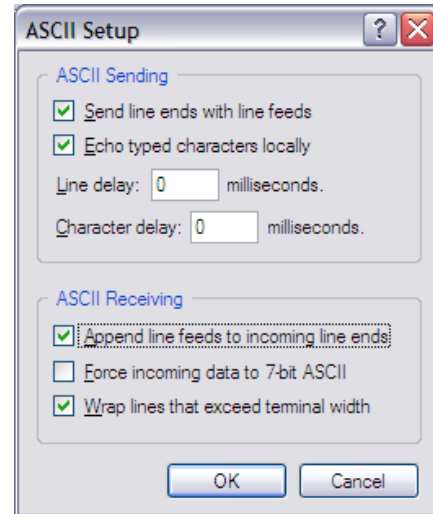 ASCII Setup
ASCII Sending
Send line ends with line feeds
Echo typed characters locally
Line delay: 0 milliseconds.
Character delay: 0 milliseconds.
ASCII Receiving
Append line feeds to incoming line ends
Force incoming data to 7-bit ASCII
Wrap lines that exceed terminal width
OK Cancel